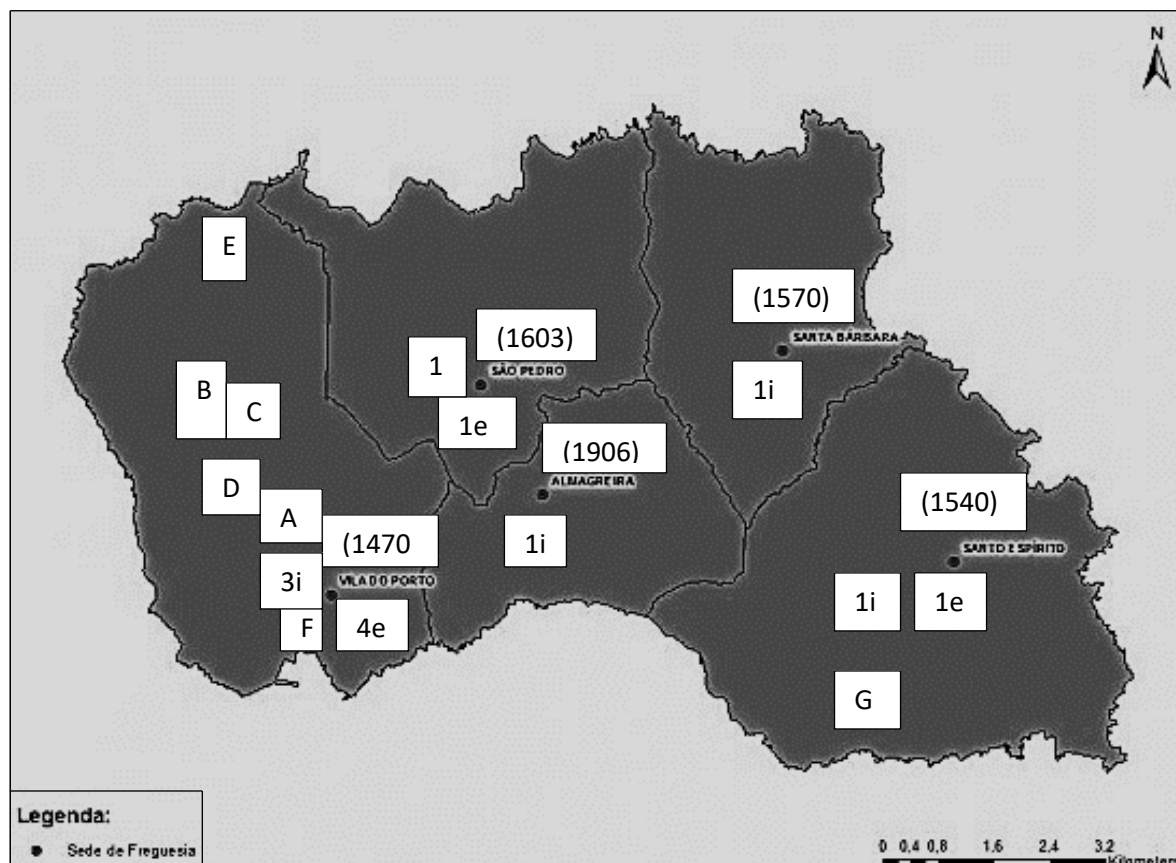 N
E
(1570)
SANTA BÁRBARA
(1603)
1
SÃO PEDRO
1i
B
C
1e
(1906)
ALMAGREIRA
D
A
(1470
1i
(1540)
SANTO ESPÍRITO
3i
VILA DO PORTO
1i
1e
F
4e
G
Legenda:
Sede de Freguesia
0 0,4 0,8 1.6 2.4 3.2